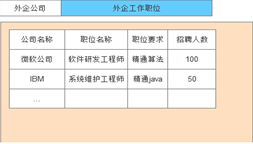 外企公司 外企工作职位
公司名称 职位名称 职位要求 招聘人数
微软公司 软件研发工程师 精通算法 100
IBM 系统维护工程师 精通java 50
...